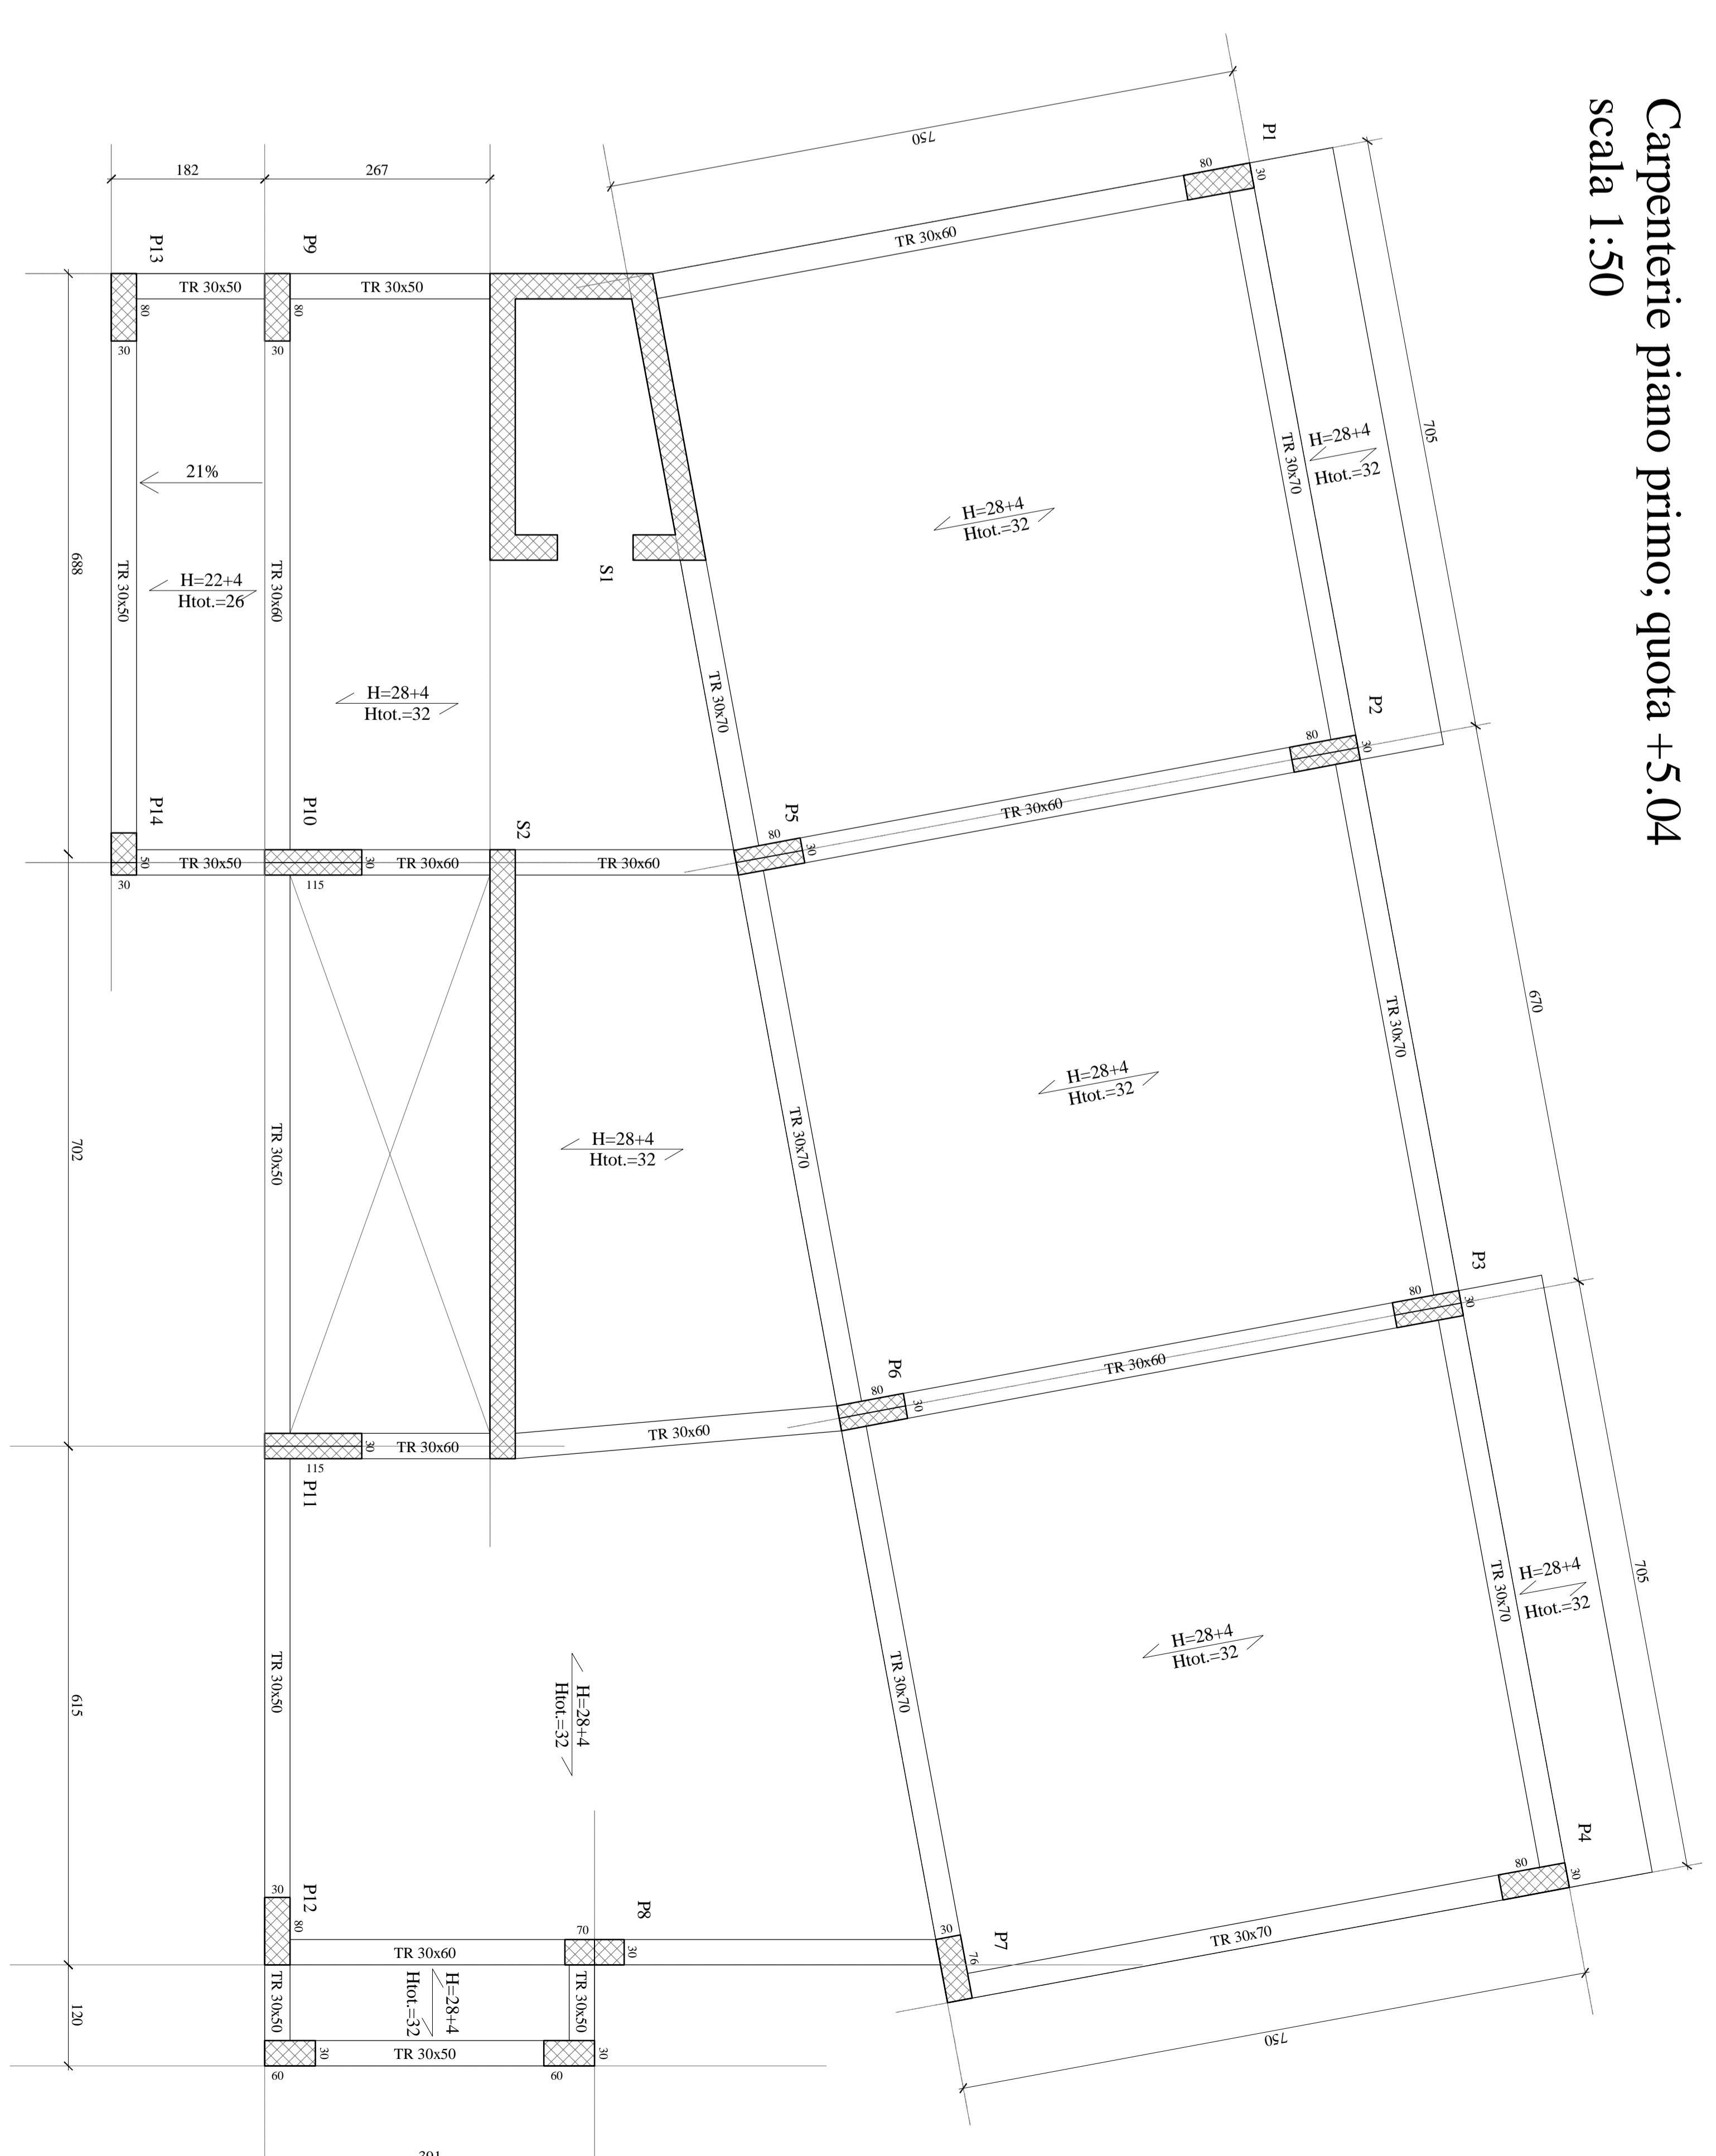 Carpenterie piano primo; quota +5.04
scala 1:50
750
P1
80
30
705
182
267
TR 30x60
P13
P9
TR 30x50
TR 30x50
80
80
30
30
H=28+4
Htot.=32
TR 30x70
21%
H=28+4
Htot.=32
S1
688
TR 30x50
H=22+4
Htot.=26
TR 30x60
H=28+4
Htot.=32
TR 30x70
P2
80
30
P14
P10
S2
P5
80
30
TR 30x60
50
30
TR 30x50
30
115
TR 30x60
TR 30x60
670
TR 30x70
H=28+4
Htot.=32
702
TR 30x50
H=28+4
Htot.=32
TR 30x70
P3
80
30
P6
80
30
TR 30x60
30
115
P11
TR 30x60
TR 30x60
705
H=28+4
Htot.=32
TR 30x70
H=28+4
Htot.=32
615
TR 30x50
H=28+4
Htot.=32
TR 30x70
P4
80
30
30
P12
80
P8
70
30
TR 30x60
30
P7
76
TR 30x70
120
TR 30x50
H=28+4
Htot.=32
TR 30x50
750
30
60
TR 30x50
30
60
391